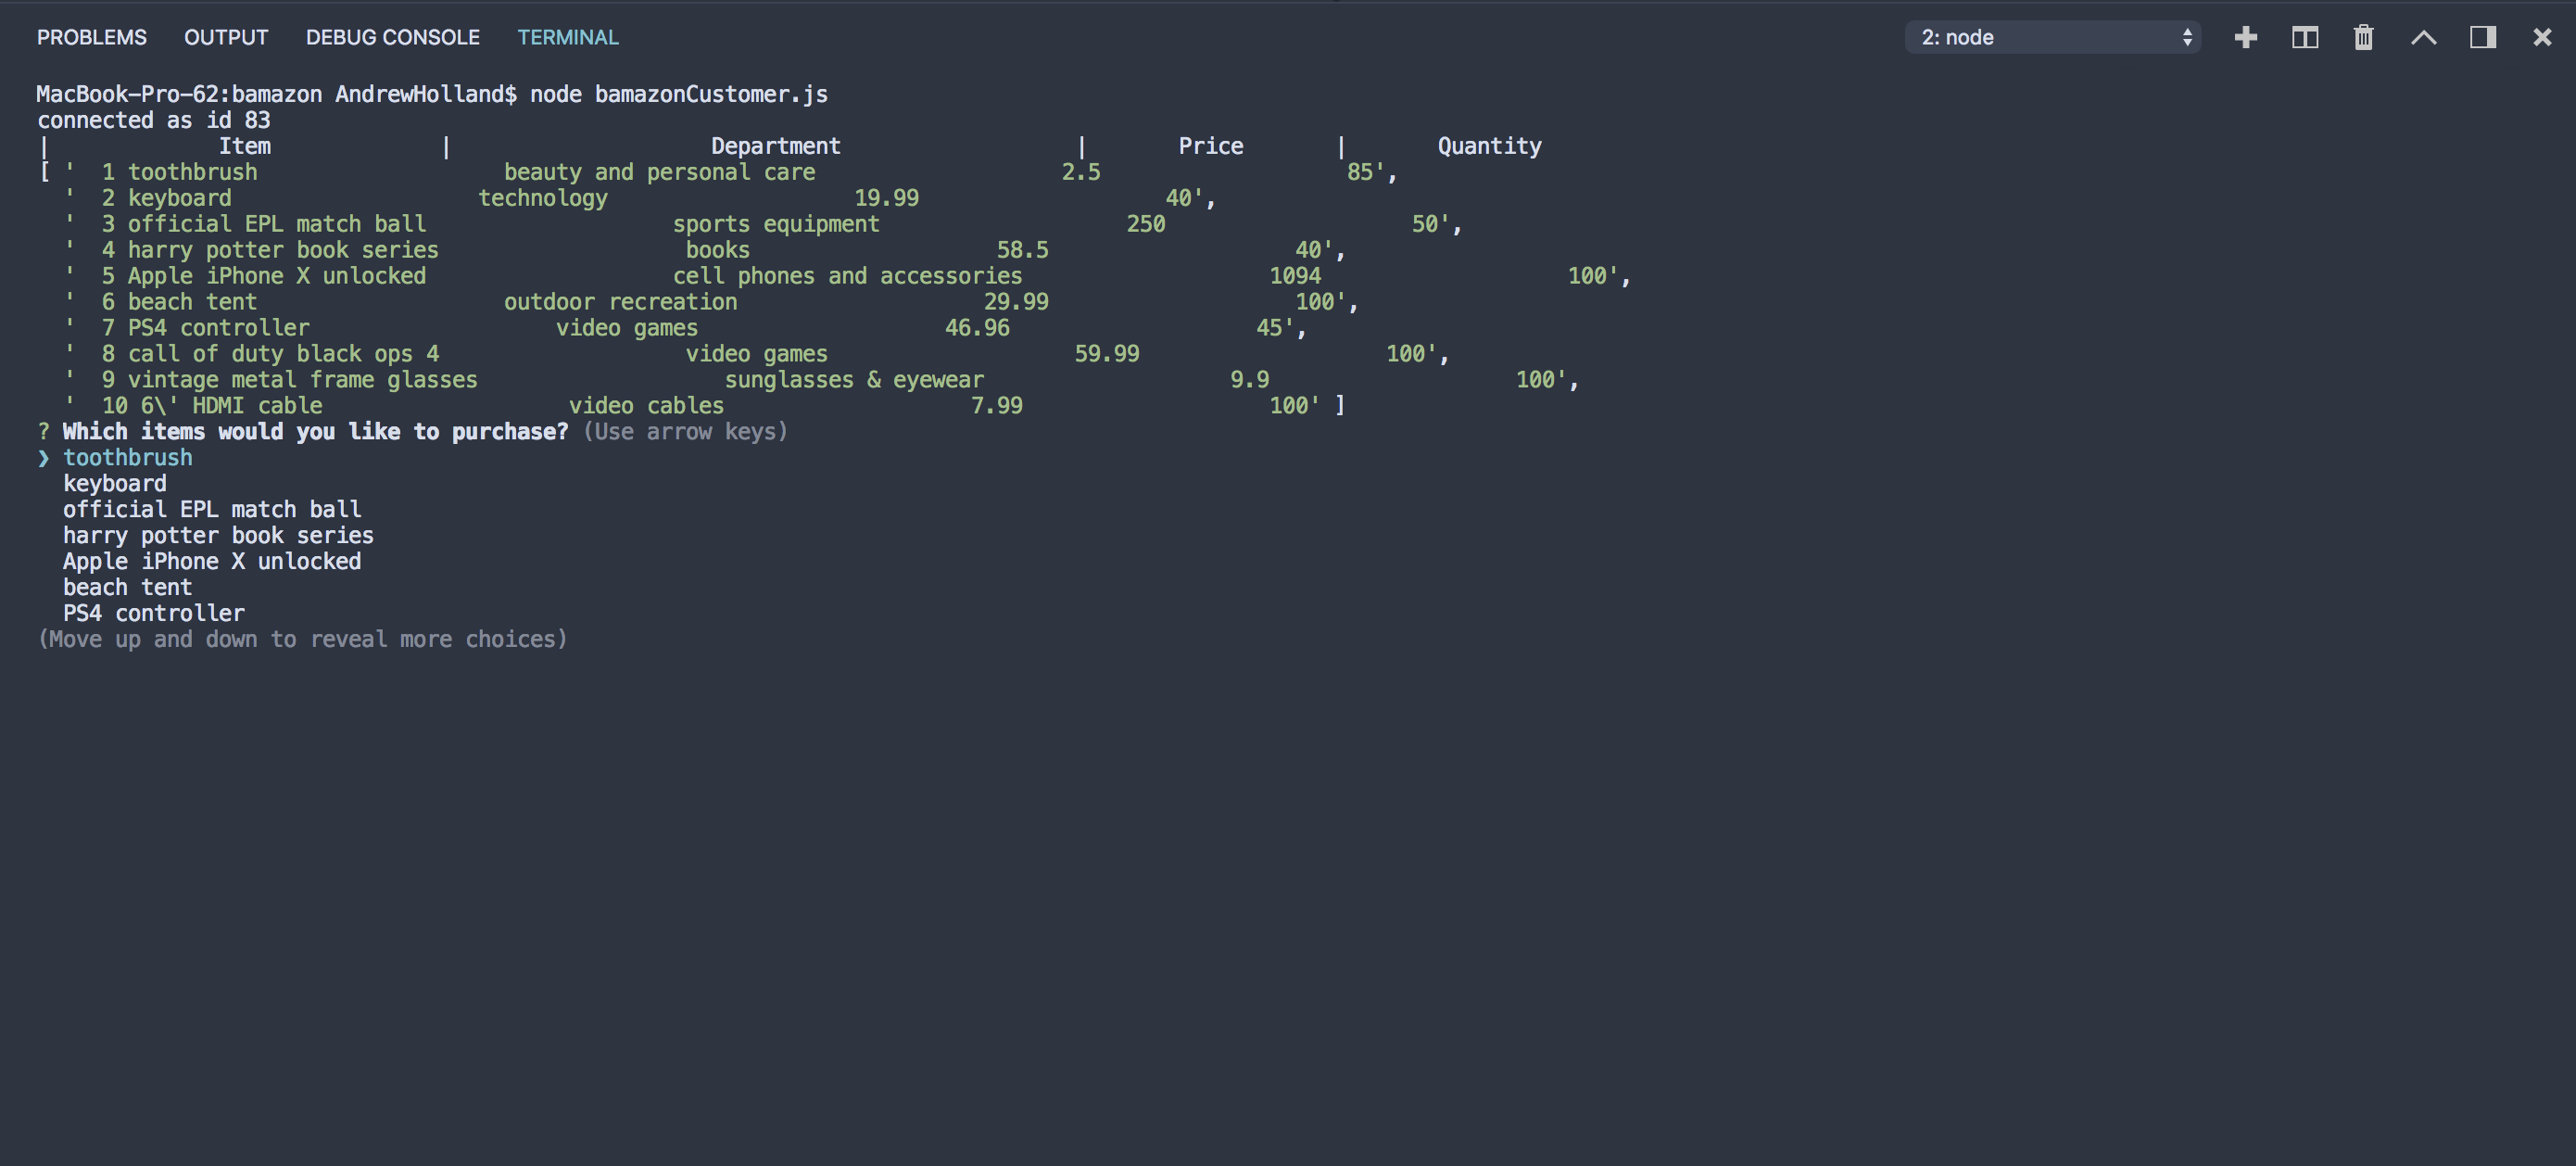 PROBLEMS OUTPUT DEBUG CONSOLE TERMINAL 2: node
MacBook-Pro-62:bamazon AndrewHolland$ node bamazonCustomer.js
connected as id 83
| Item | Department | Price | Quantity
[ ' 1 toothbrush beauty and personal care 2.5 85',
' 2 keyboard technology 19.99 40',
' 3 official EPL match ball sports equipment 250 50',
' 4 harry potter book series books 58.5 40',
' 5 Apple iPhone X unlocked cell phones and accessories 1094 100',
' 6 beach tent outdoor recreation 29.99 100',
' 7 PS4 controller video games 46.96 45',
' 8 call of duty black ops 4 video games 59.99 100',
' 9 vintage metal frame glasses sunglasses & eyewear 9.9 100',
' 10 6\' HDMI cable video cables 7.99 100' ]
? Which items would you like to purchase? (Use arrow keys)
❯ toothbrush
keyboard
official EPL match ball
harry potter book series
Apple iPhone X unlocked
beach tent
PS4 controller
(Move up and down to reveal more choices)